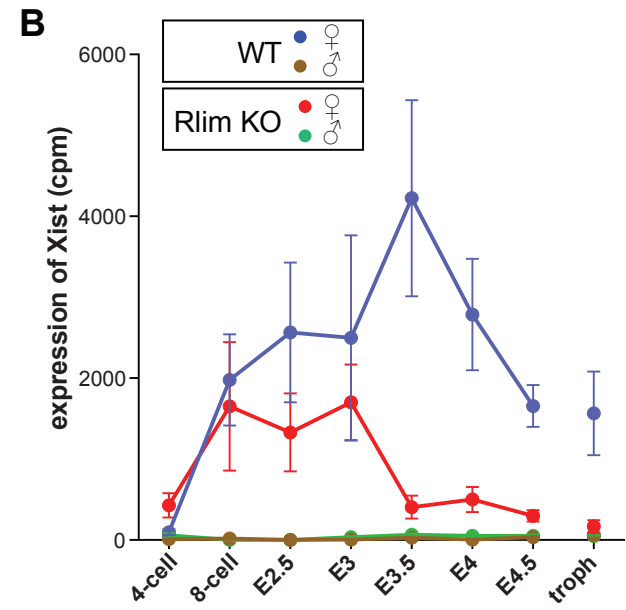 B
WT ♀
♂
Rlim KO ♀
♂
expression of Xist (cpm)
6000
4000
2000
0
4-cell 8-cell E2.5 E3 E3.5 E4 E4.5 troph